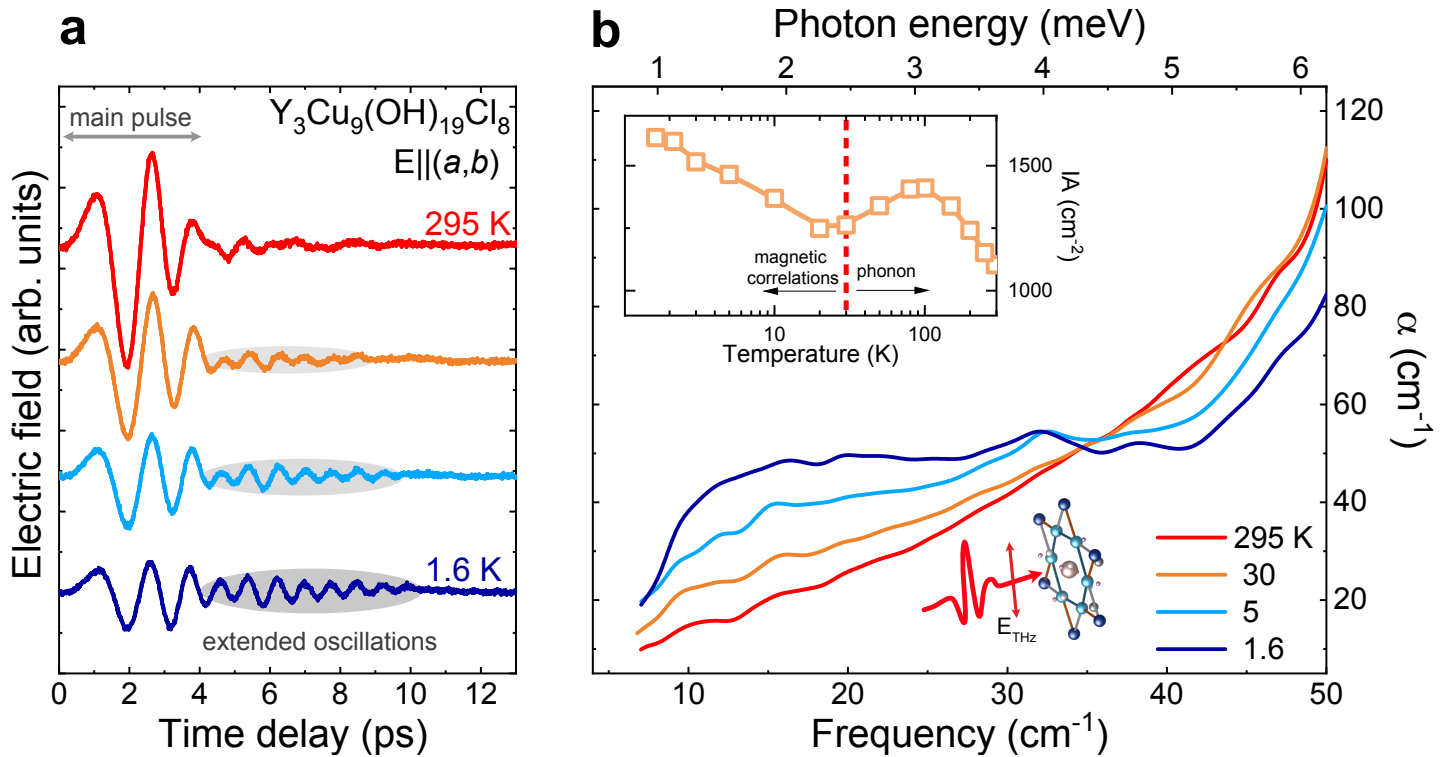 a
main pulse
Y3Cu9(OH)19Cl8
E||(a,b)
295 K
1.6 K
extended oscillations
Electric field (arb. units)
0 2 4 6 8 10 12
Time delay (ps)
b
Photon energy (meV)
1 2 3 4 5 6
120
100
80
60
40
20
α (cm-1)
1500
1000
IA (cm-2)
magnetic
correlations
phonon
10 100
Temperature (K)
ETHz
295 K
30
5
1.6
10 20 30 40 50
Frequency (cm-1)